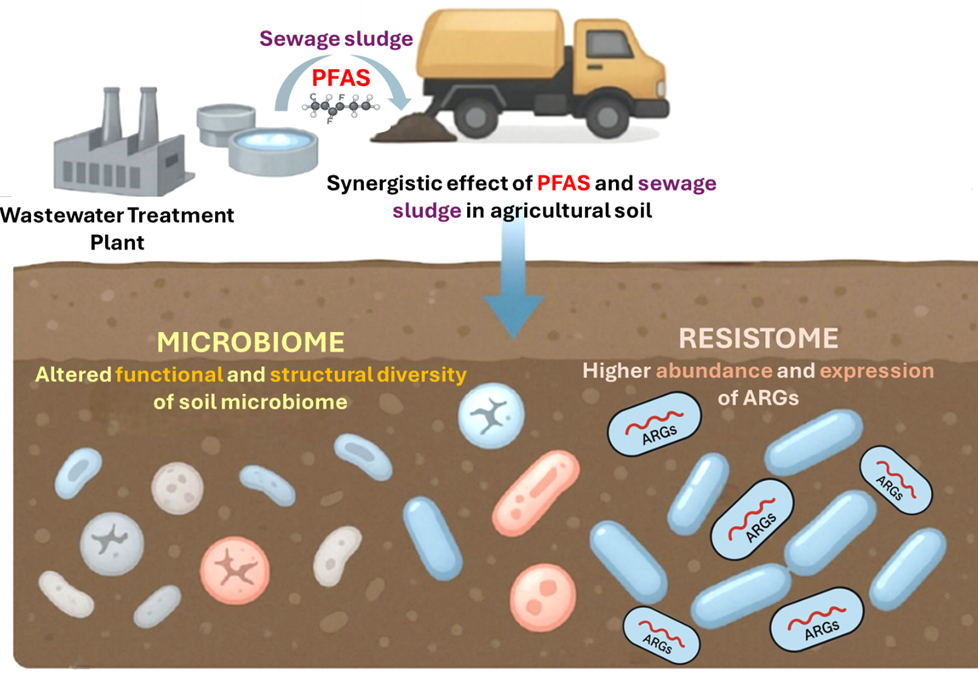 Sewage sludge
PFAS
C
F
F
Wastewater Treatment
Plant
Synergistic effect of PFAS and sewage
sludge in agricultural soil
MICROBIOME
Altered functional and structural diversity
of soil microbiome
RESISTOME
Higher abundance and expression
of ARGs
ARGs
ARGs
ARGs
ARGs
ARGs